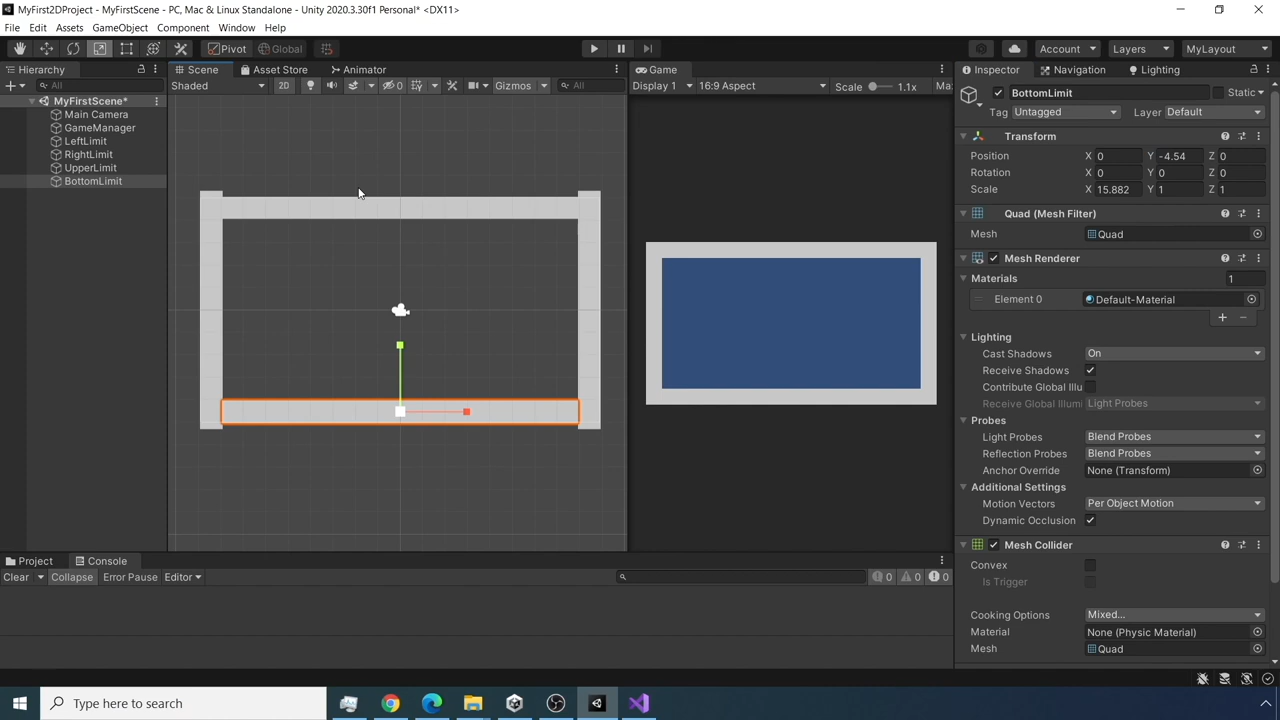 MyFirst2DProject - MyFirstScene - PC, Mac & Linux Standalone - Unity 2020.3.30f1 Personal* <DX11>
File Edit Assets GameObject Component Window Help
Pivot Global Account Layers MyLayout
Hierarchy Scene Asset Store Animator Game Inspector Navigation Lighting
All Shaded 2D 0 Gizmos All Display 1 16:9 Aspect Scale 1.1x Ma
MyFirstScene* BottomLimit Static
Main Camera Tag Untagged Layer Default
GameManager Transform
LeftLimit
RightLimit Position X 0 Y -4.54 Z 0
UpperLimit Rotation X 0 Y 0 Z 0
BottomLimit Scale X 15.882 Y 1 Z 1
Quad (Mesh Filter)
Mesh Quad
Mesh Renderer
Materials 1
Element 0 Default-Material
Lighting
Cast Shadows On
Receive Shadows
Contribute Global Illu
Receive Global Illumi Light Probes
Probes
Light Probes Blend Probes
Reflection Probes Blend Probes
Anchor Override None (Transform)
Additional Settings
Motion Vectors Per Object Motion
Dynamic Occlusion
Mesh Collider
Convex
Is Trigger
Cooking Options Mixed...
Material None (Physic Material)
Mesh Quad
Project Console
Clear Collapse Error Pause Editor 0 0 0
Type here to search